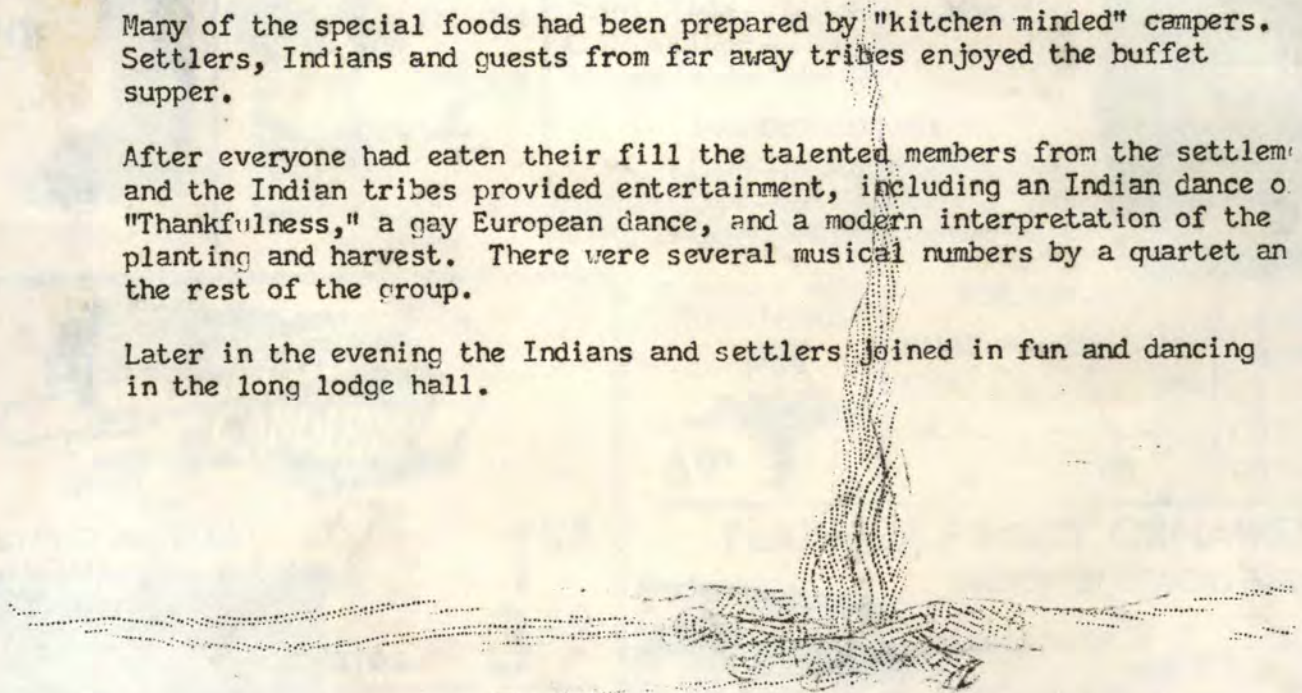 Many of the special foods had been prepared by "kitchen minded" campers.
Settlers, Indians and guests from far away tribes enjoyed the buffet
supper.
After everyone had eaten their fill the talented members from the settlem
and the Indian tribes provided entertainment, including an Indian dance o
"Thankfulness," a gay European dance, and a modern interpretation of the
planting and harvest. There were several musical numbers by a quartet an
the rest of the group.
Later in the evening the Indians and settlers joined in fun and dancing
in the long lodge hall.